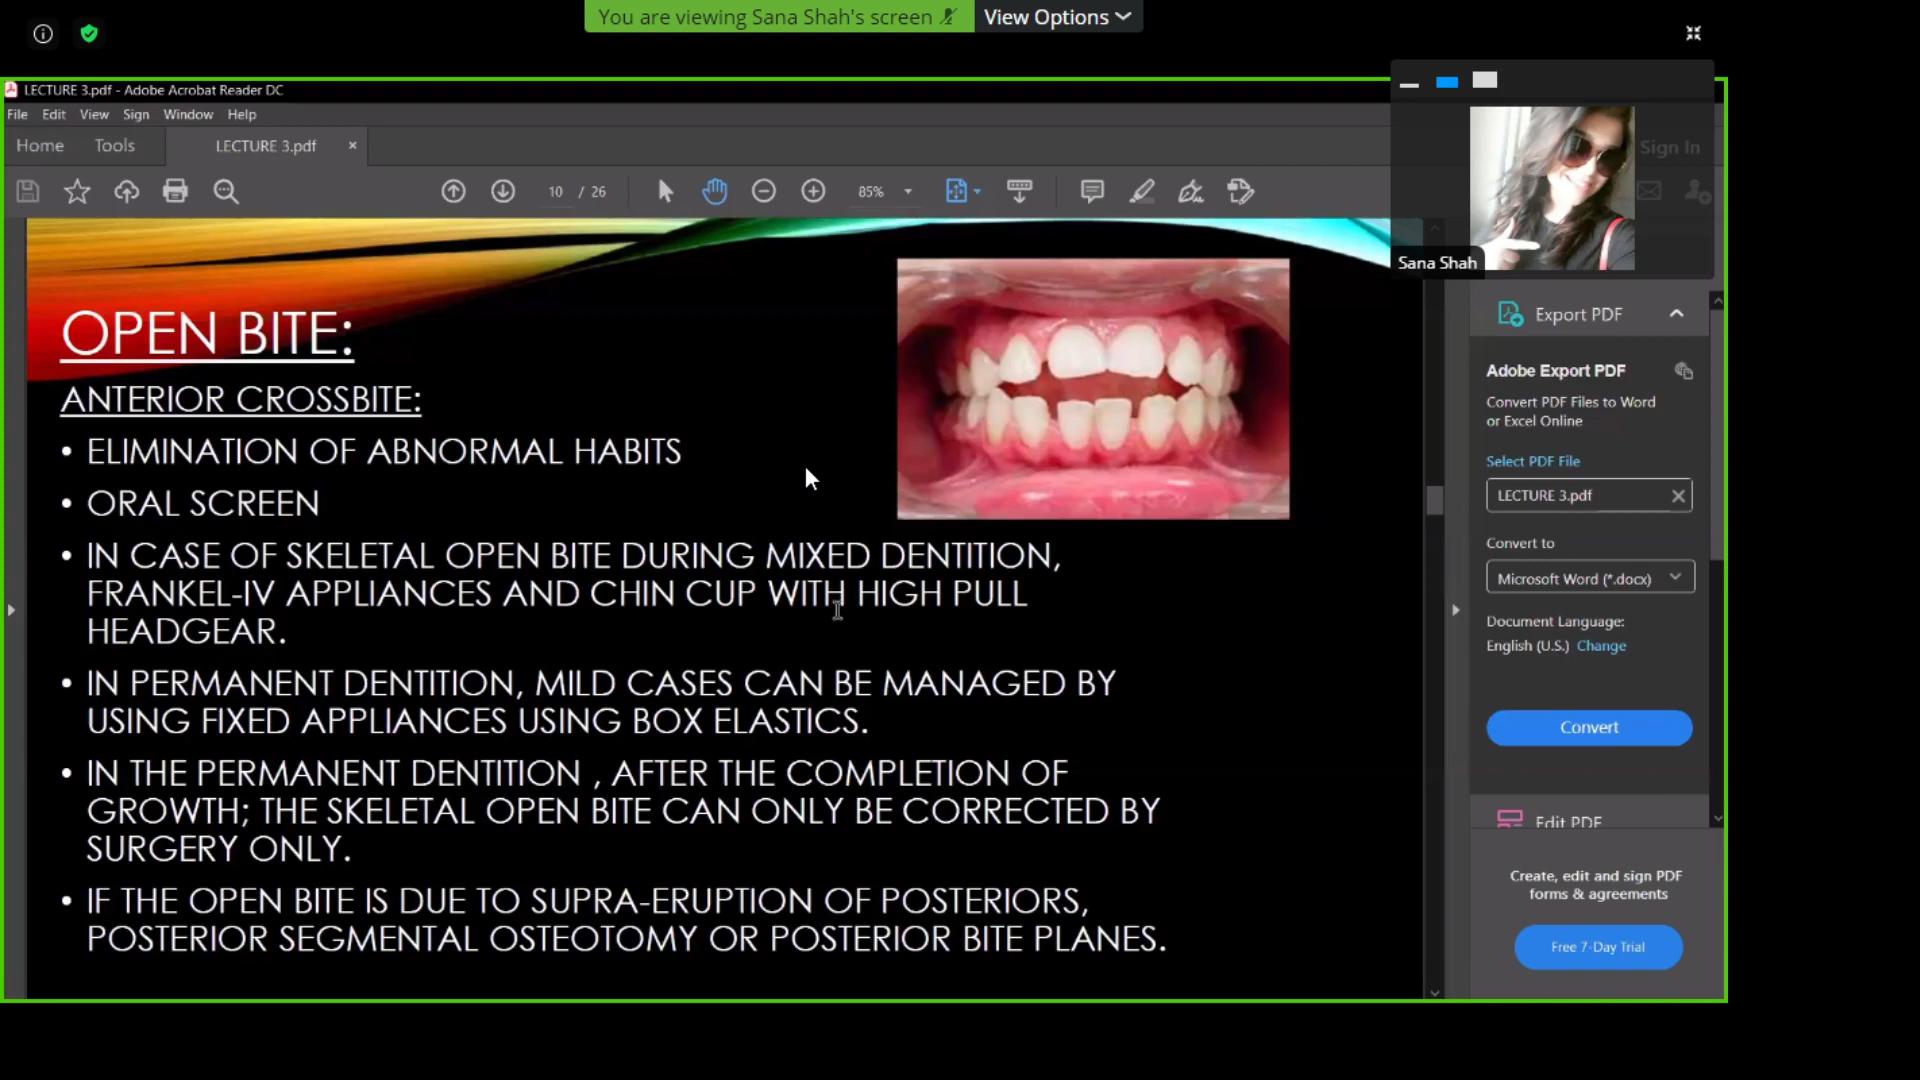 You are viewing Sana Shah's screen
View Options
LECTURE 3.pdf - Adobe Acrobat Reader DC
File Edit View Sign Window Help
Home Tools LECTURE 3.pdf ×
Sign In
10 / 26
85%
Sana Shah
OPEN BITE:
ANTERIOR CROSSBITE:
• ELIMINATION OF ABNORMAL HABITS
• ORAL SCREEN
• IN CASE OF SKELETAL OPEN BITE DURING MIXED DENTITION,
FRANKEL-IV APPLIANCES AND CHIN CUP WITH HIGH PULL
HEADGEAR.
• IN PERMANENT DENTITION, MILD CASES CAN BE MANAGED BY
USING FIXED APPLIANCES USING BOX ELASTICS.
• IN THE PERMANENT DENTITION , AFTER THE COMPLETION OF
GROWTH; THE SKELETAL OPEN BITE CAN ONLY BE CORRECTED BY
SURGERY ONLY.
• IF THE OPEN BITE IS DUE TO SUPRA-ERUPTION OF POSTERIORS,
POSTERIOR SEGMENTAL OSTEOTOMY OR POSTERIOR BITE PLANES.
Export PDF
Adobe Export PDF
Convert PDF Files to Word
or Excel Online
Select PDF File
LECTURE 3.pdf
Convert to
Microsoft Word (*.docx)
Document Language:
English (U.S.) Change
Convert
Edit PDF
Create, edit and sign PDF
forms & agreements
Free 7-Day Trial